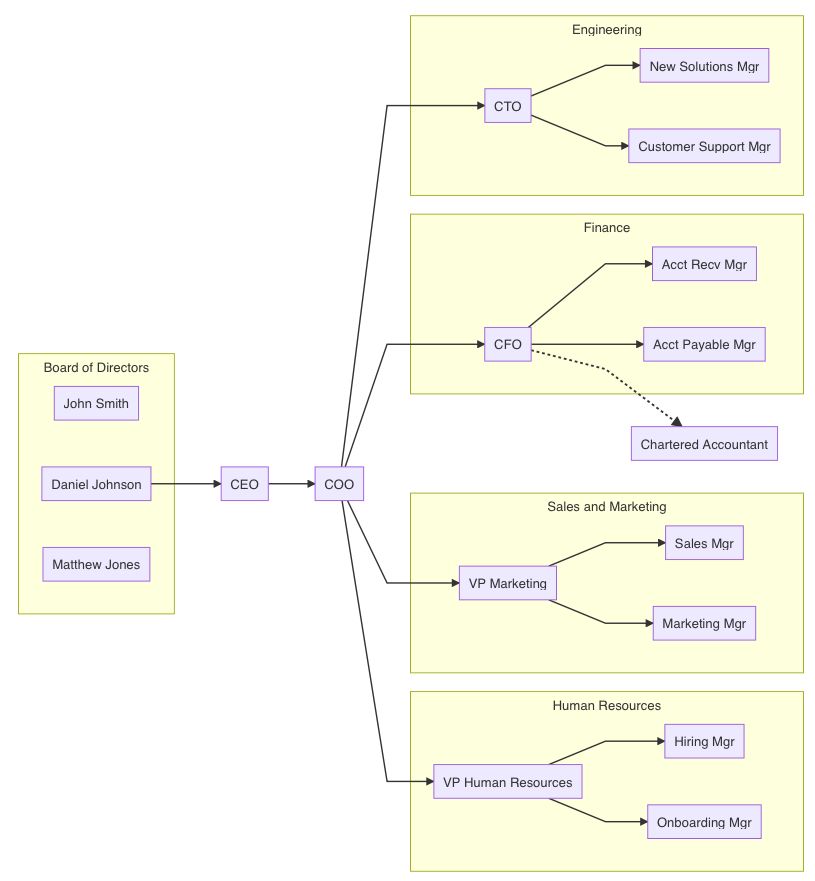 Board of Directors
John Smith
Daniel Johnson
Matthew Jones
CEO
COO
Engineering
CTO
New Solutions Mgr
Customer Support Mgr
Finance
CFO
Acct Recv Mgr
Acct Payable Mgr
Chartered Accountant
Sales and Marketing
VP Marketing
Sales Mgr
Marketing Mgr
Human Resources
VP Human Resources
Hiring Mgr
Onboarding Mgr